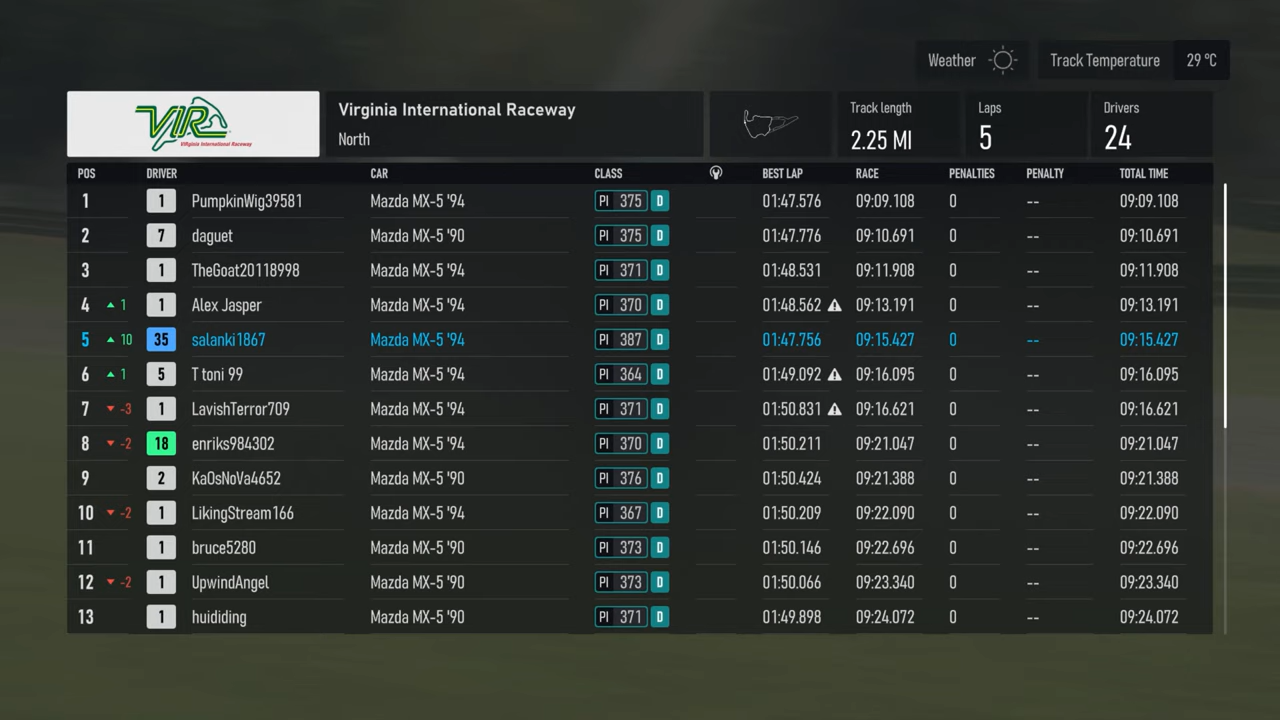 Weather Track Temperature 29 °C
VIR Virginia International Raceway Virginia International Raceway Track length Laps Drivers
North 2.25 MI 5 24
POS DRIVER CAR CLASS BEST LAP RACE PENALTIES PENALTY TOTAL TIME
1 1 PumpkinWig39581 Mazda MX-5 '94 PI 375 D 01:47.576 09:09.108 0 -- 09:09.108
2 7 daguet Mazda MX-5 '90 PI 375 D 01:47.776 09:10.691 0 -- 09:10.691
3 1 TheGoat20118998 Mazda MX-5 '94 PI 371 D 01:48.531 09:11.908 0 -- 09:11.908
4 ▲ 1 1 Alex Jasper Mazda MX-5 '94 PI 370 D 01:48.562 09:13.191 0 -- 09:13.191
5 ▲ 10 35 salanki1867 Mazda MX-5 '94 PI 387 D 01:47.756 09:15.427 0 -- 09:15.427
6 ▲ 1 5 T toni 99 Mazda MX-5 '94 PI 364 D 01:49.092 09:16.095 0 -- 09:16.095
7 ▼ -3 1 LavishTerror709 Mazda MX-5 '94 PI 371 D 01:50.831 09:16.621 0 -- 09:16.621
8 ▼ -2 18 enriks984302 Mazda MX-5 '94 PI 370 D 01:50.211 09:21.047 0 -- 09:21.047
9 2 KaOsNoVa4652 Mazda MX-5 '90 PI 376 D 01:50.424 09:21.388 0 -- 09:21.388
10 ▼ -2 1 LikingStream166 Mazda MX-5 '94 PI 367 D 01:50.209 09:22.090 0 -- 09:22.090
11 1 bruce5280 Mazda MX-5 '90 PI 373 D 01:50.146 09:22.696 0 -- 09:22.696
12 ▼ -2 1 UpwindAngel Mazda MX-5 '90 PI 373 D 01:50.066 09:23.340 0 -- 09:23.340
13 1 huididing Mazda MX-5 '90 PI 371 D 01:49.898 09:24.072 0 -- 09:24.072